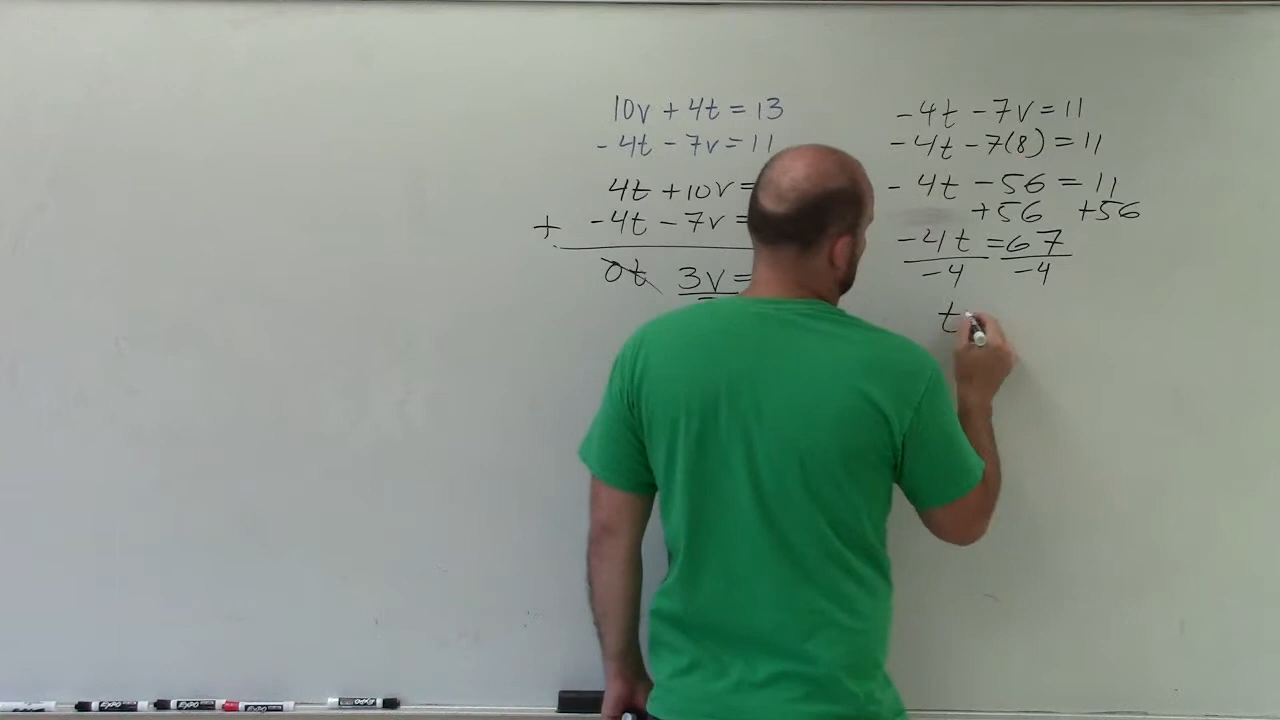 10v + 4t = 13
- 4t - 7v = 11
4t + 10v =
+ - 4t - 7v =
0t 3v =
- 4t - 7v = 11
- 4t - 7(8) = 11
- 4t - 56 = 11
+56 +56
- 4t = 67
-4 -4
t
EXPO